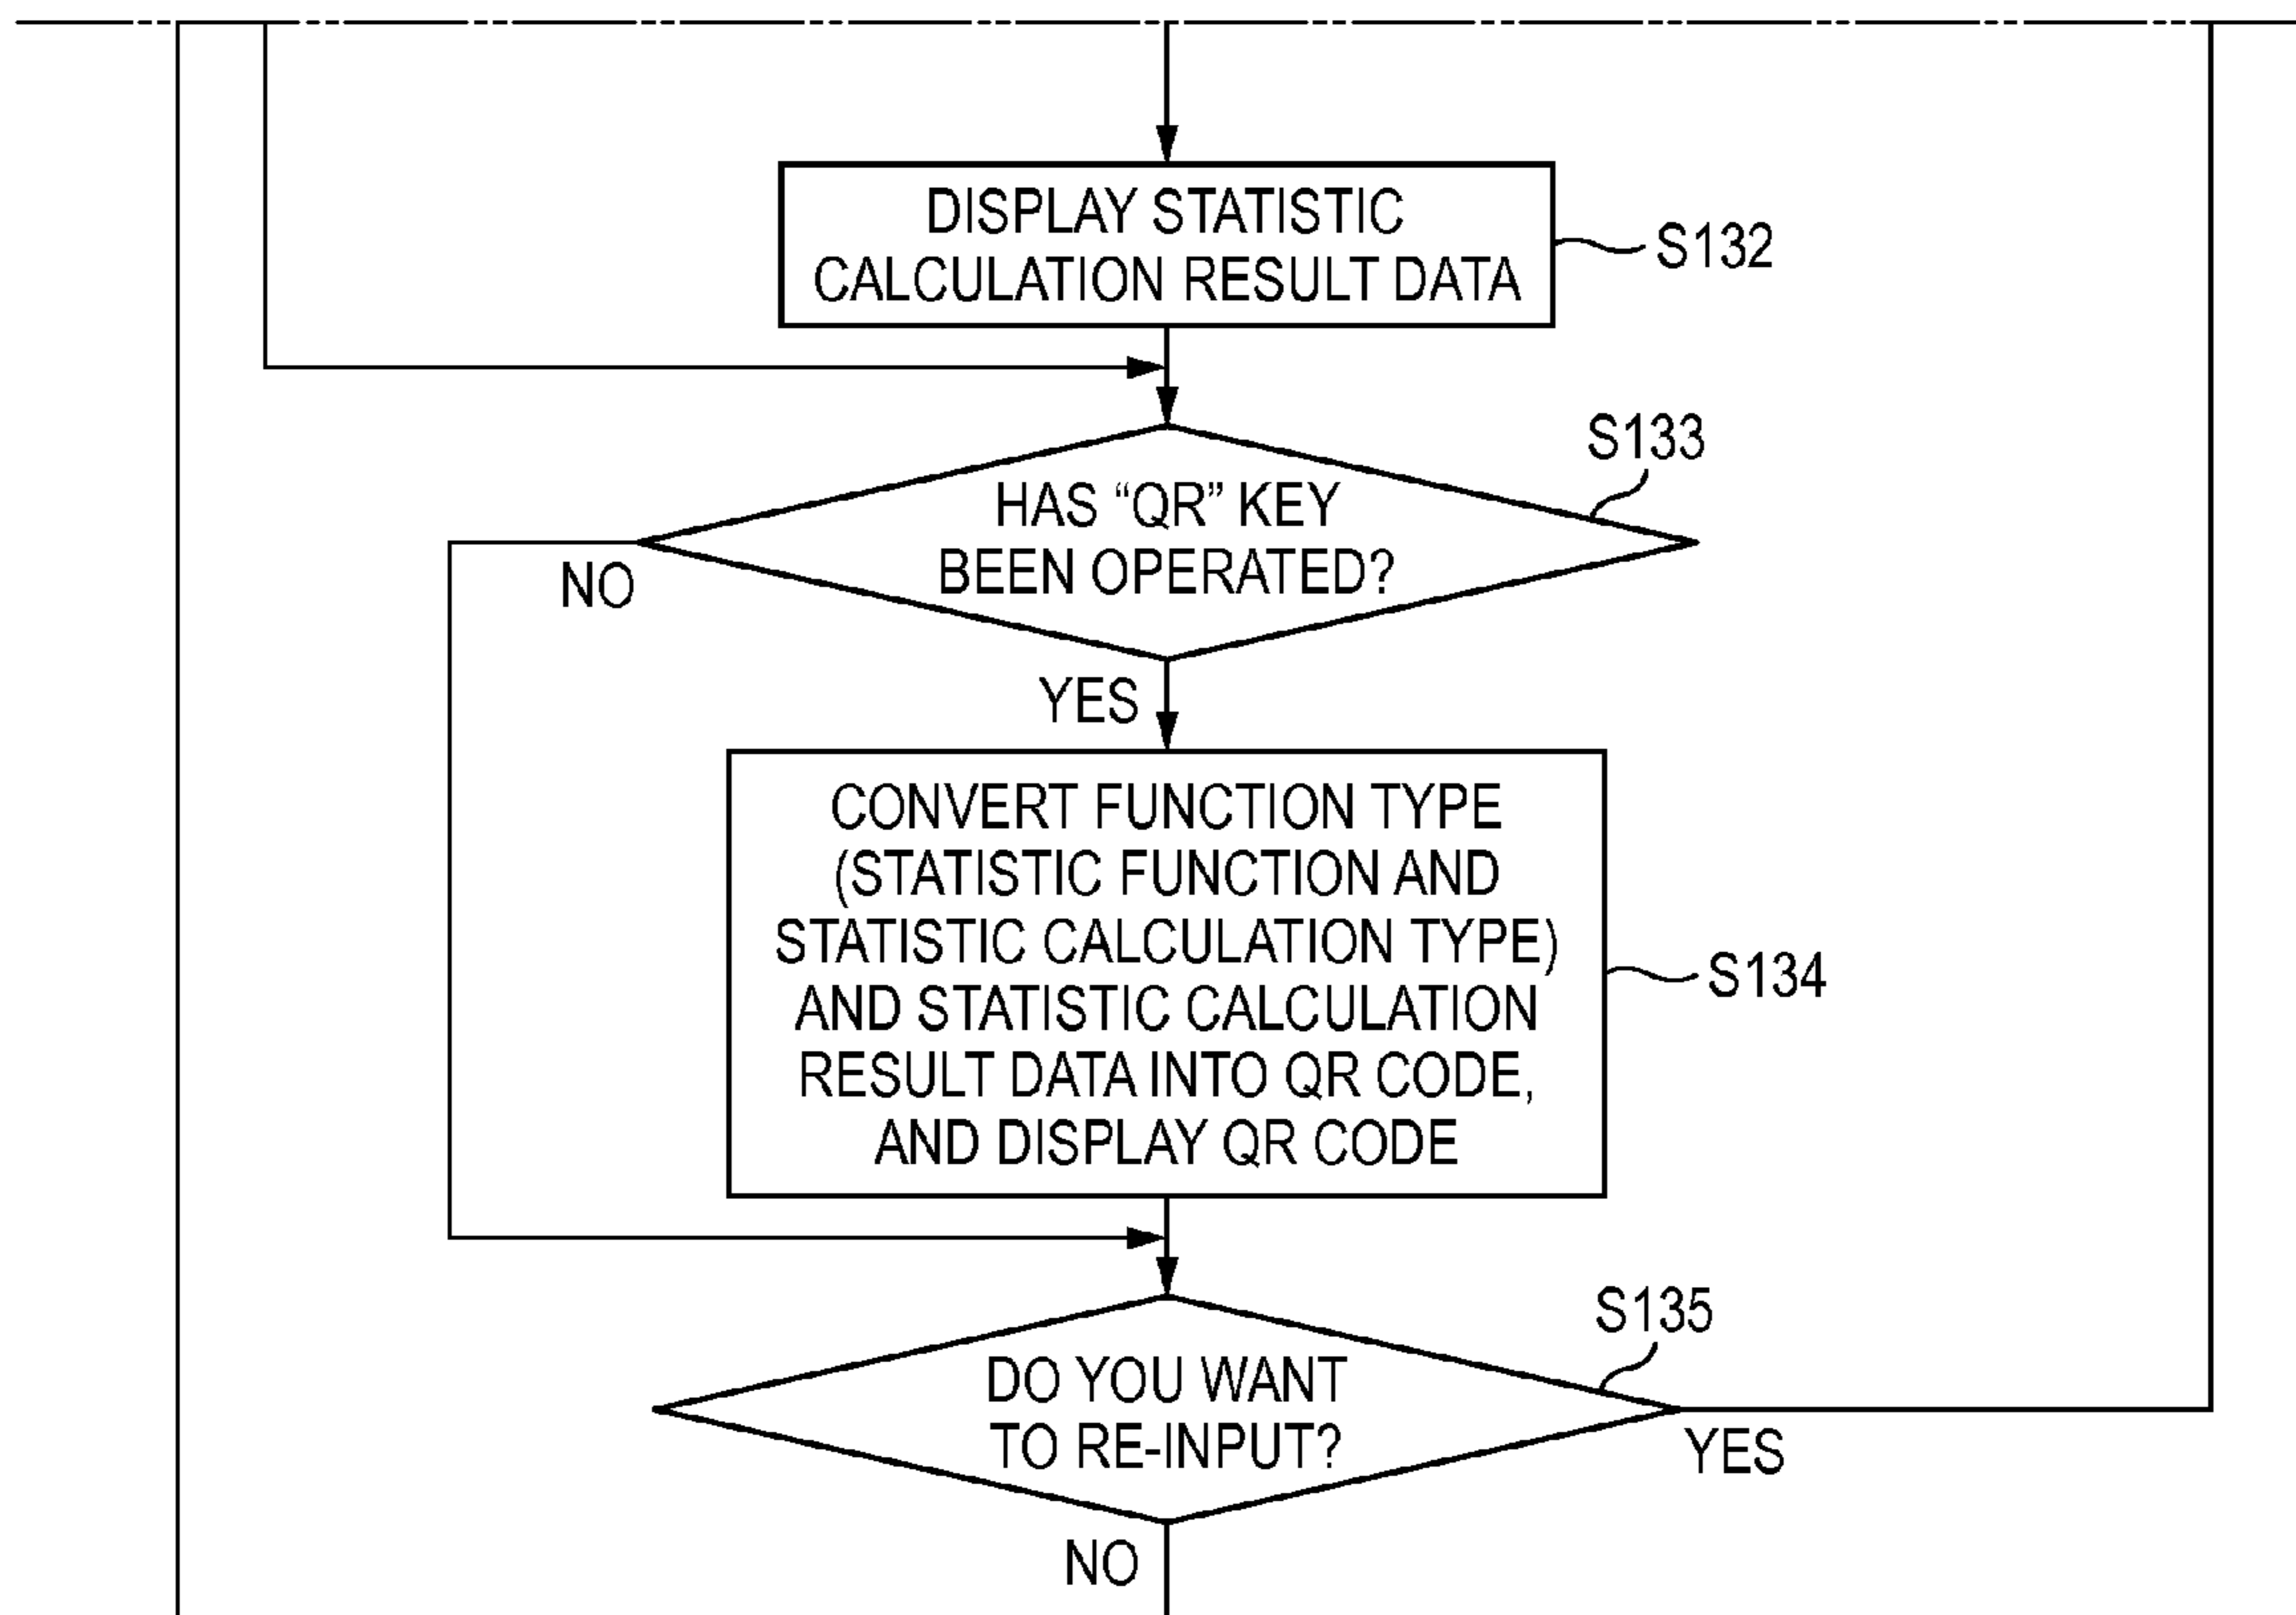 DISPLAY STATISTIC
CALCULATION RESULT DATA
S132
S133
HAS “QR” KEY
BEEN OPERATED?
NO
YES
CONVERT FUNCTION TYPE
(STATISTIC FUNCTION AND
STATISTIC CALCULATION TYPE)
AND STATISTIC CALCULATION
RESULT DATA INTO QR CODE,
AND DISPLAY QR CODE
S134
S135
DO YOU WANT
TO RE-INPUT?
YES
NO